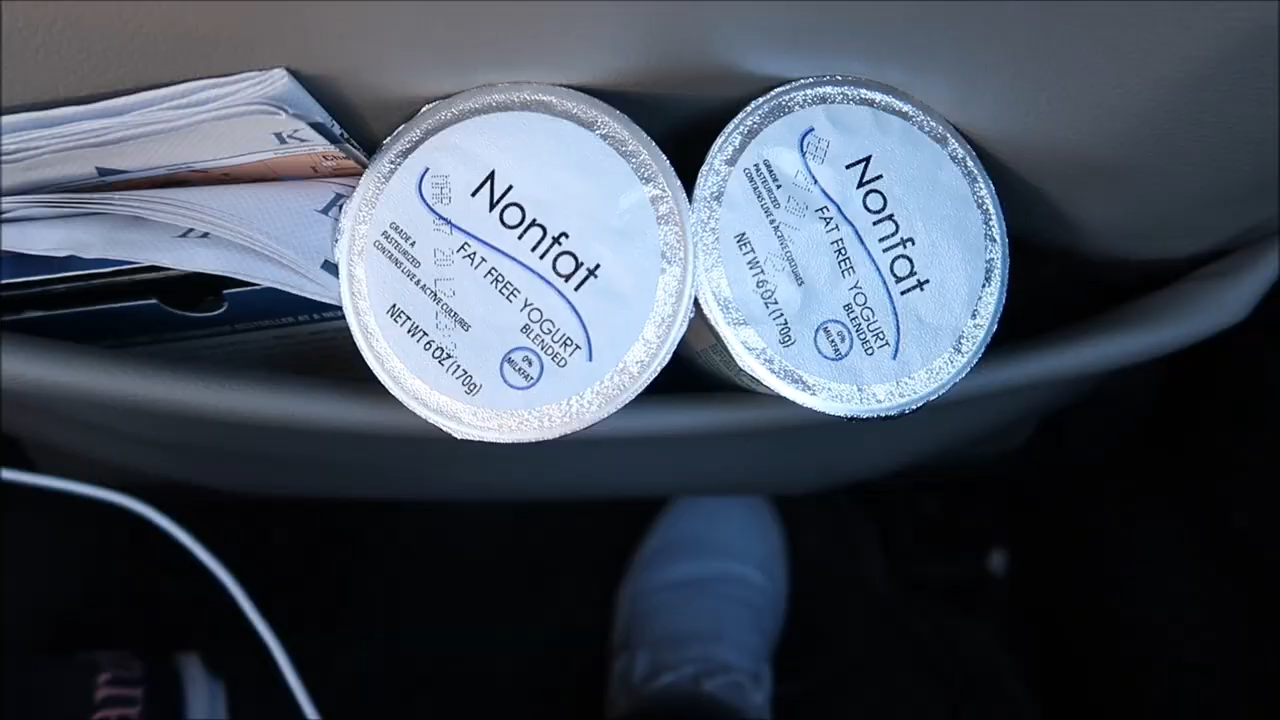 Nonfat
FAT FREE YOGURT
BLENDED
GRADE A
PASTEURIZED
CONTAINS LIVE & ACTIVE CULTURES
NET WT 6 OZ (170g)
0%
MILKFAT
Nonfat
FAT FREE YOGURT
BLENDED
GRADE A
PASTEURIZED
CONTAINS LIVE & ACTIVE CULTURES
NET WT 6 OZ (170g)
0%
MILKFAT
K